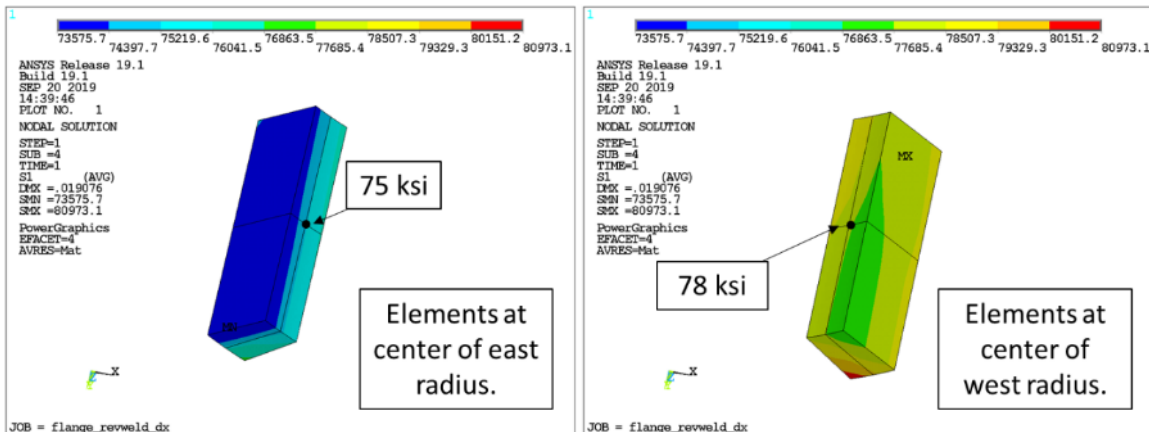 1
73575.7 75219.6 76863.5 78507.3 80151.2
74397.7 76041.5 77685.4 79329.3 80973.1
ANSYS Release 19.1
Build 19.1
SEP 20 2019
14:39:46
PLOT NO. 1
NODAL SOLUTION
STEP=1
SUB =4
TIME=1
S1 (AVG)
DMX =.019076
SMN =73575.7
SMX =80973.1
PowerGraphics
EFACET=4
AVRES=Mat
75 ksi
Elements at
center of east
radius.
X
JOB = flange_revweld_dx
1
73575.7 75219.6 76863.5 78507.3 80151.2
74397.7 76041.5 77685.4 79329.3 80973.1
ANSYS Release 19.1
Build 19.1
SEP 20 2019
14:39:46
PLOT NO. 1
NODAL SOLUTION
STEP=1
SUB =4
TIME=1
S1 (AVG)
DMX =.019076
SMN =73575.7
SMX =80973.1
PowerGraphics
EFACET=4
AVRES=Mat
MX
78 ksi
Elements at
center of
west radius.
X
JOB = flange_revweld_dx